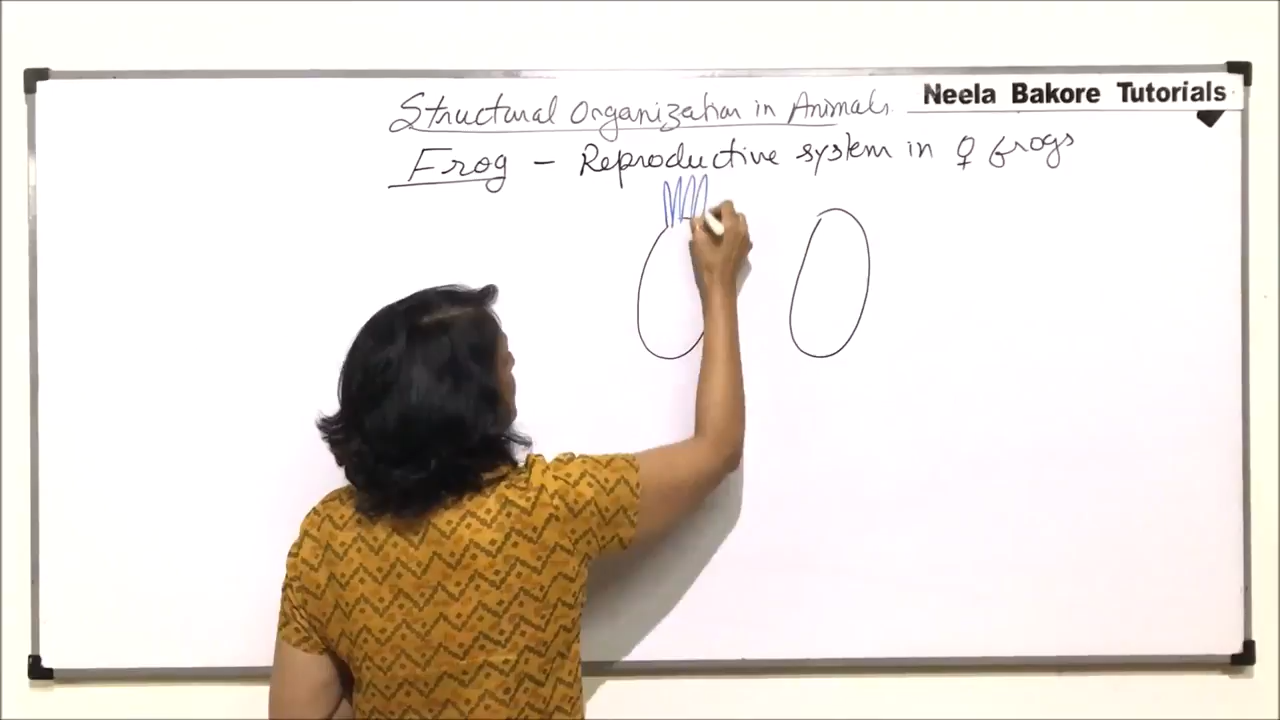 Neela Bakore Tutorials
Structural Organization in Animals.
Frog - Reproductive system in ♀ frogs